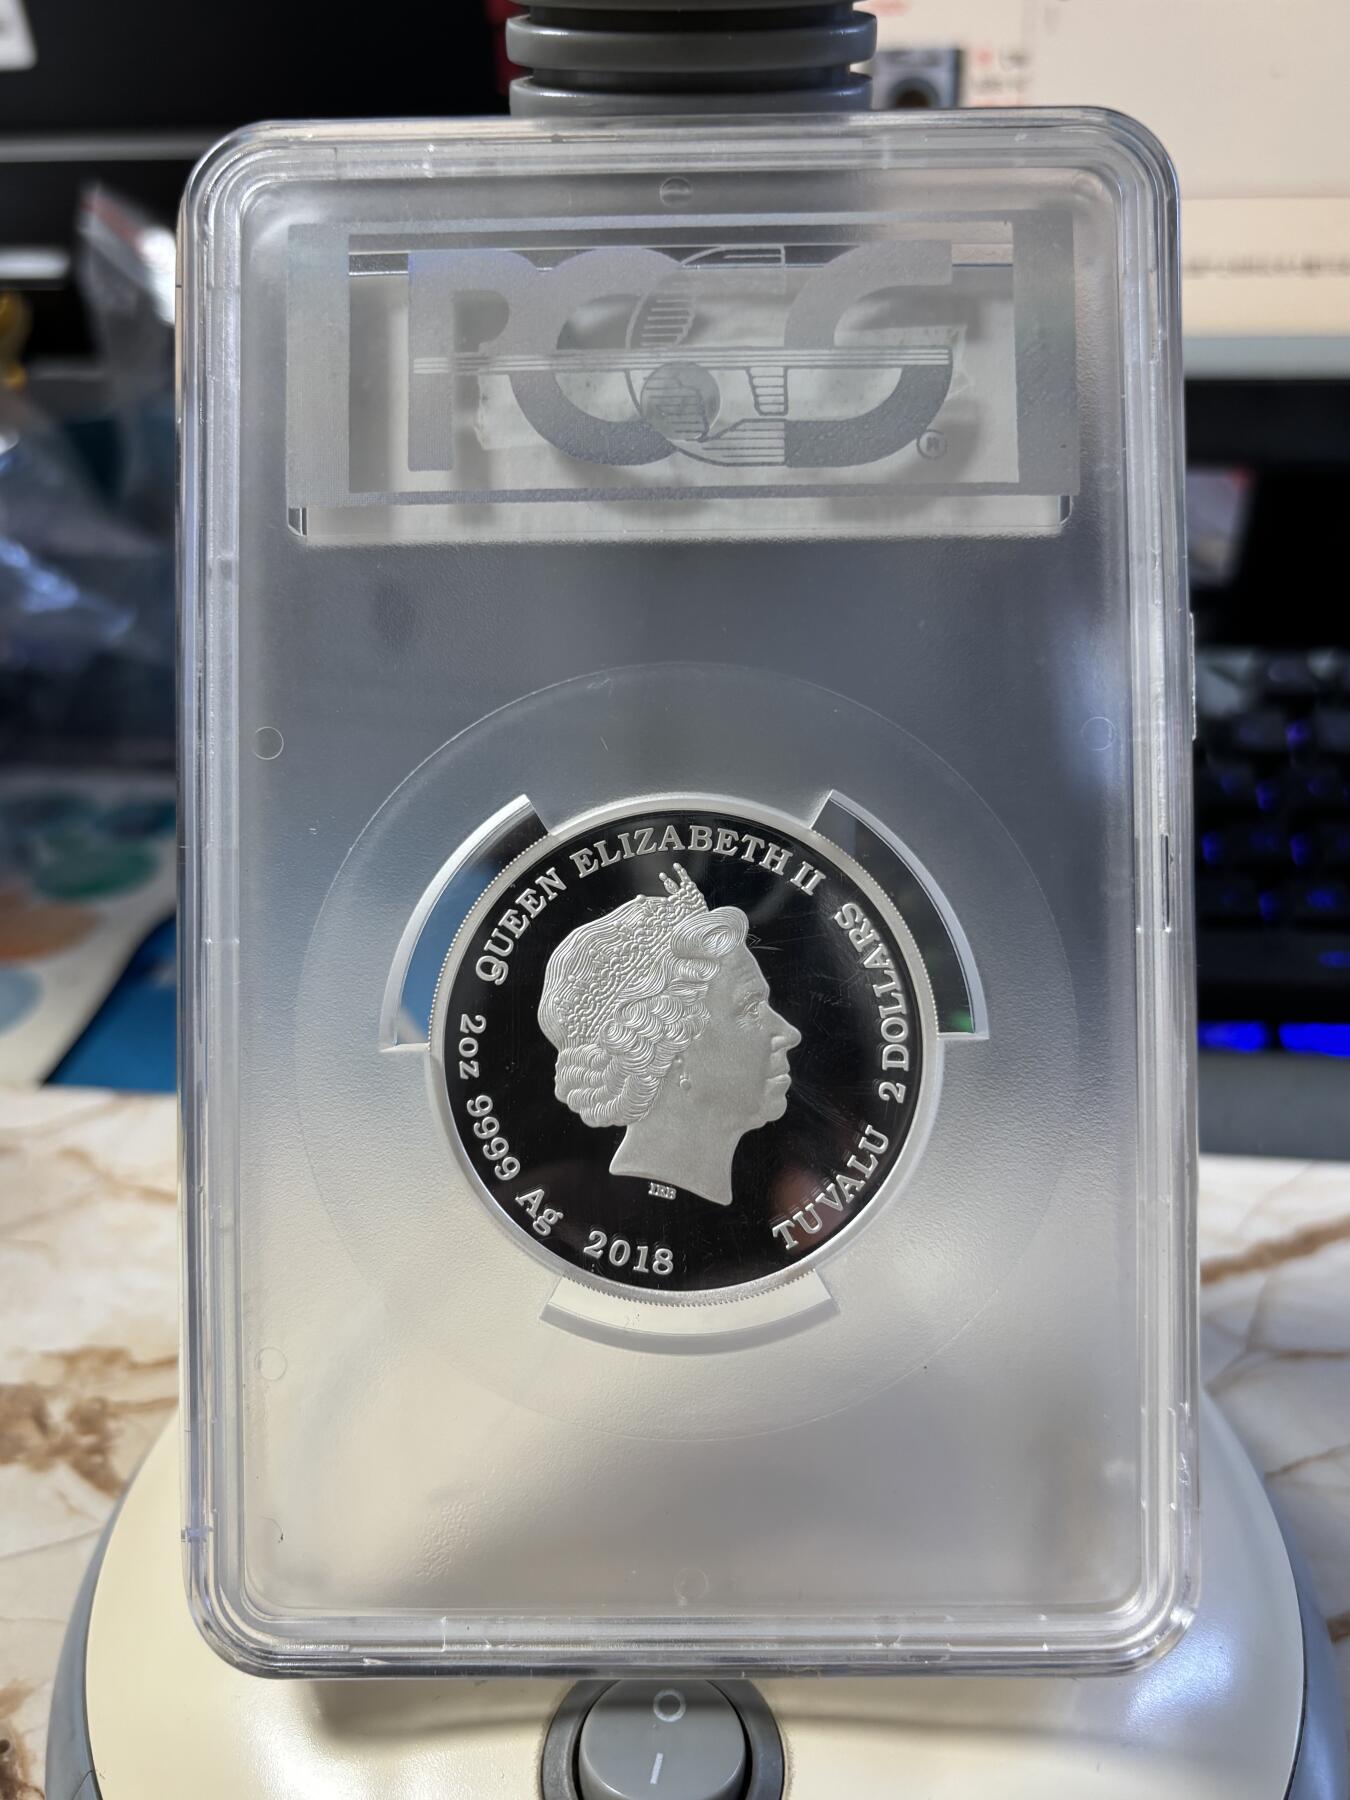 PCGS
®
QUEEN ELIZABETH II
2oz 9999 Ag 2018
TUVALU 2 DOLLARS
IRB